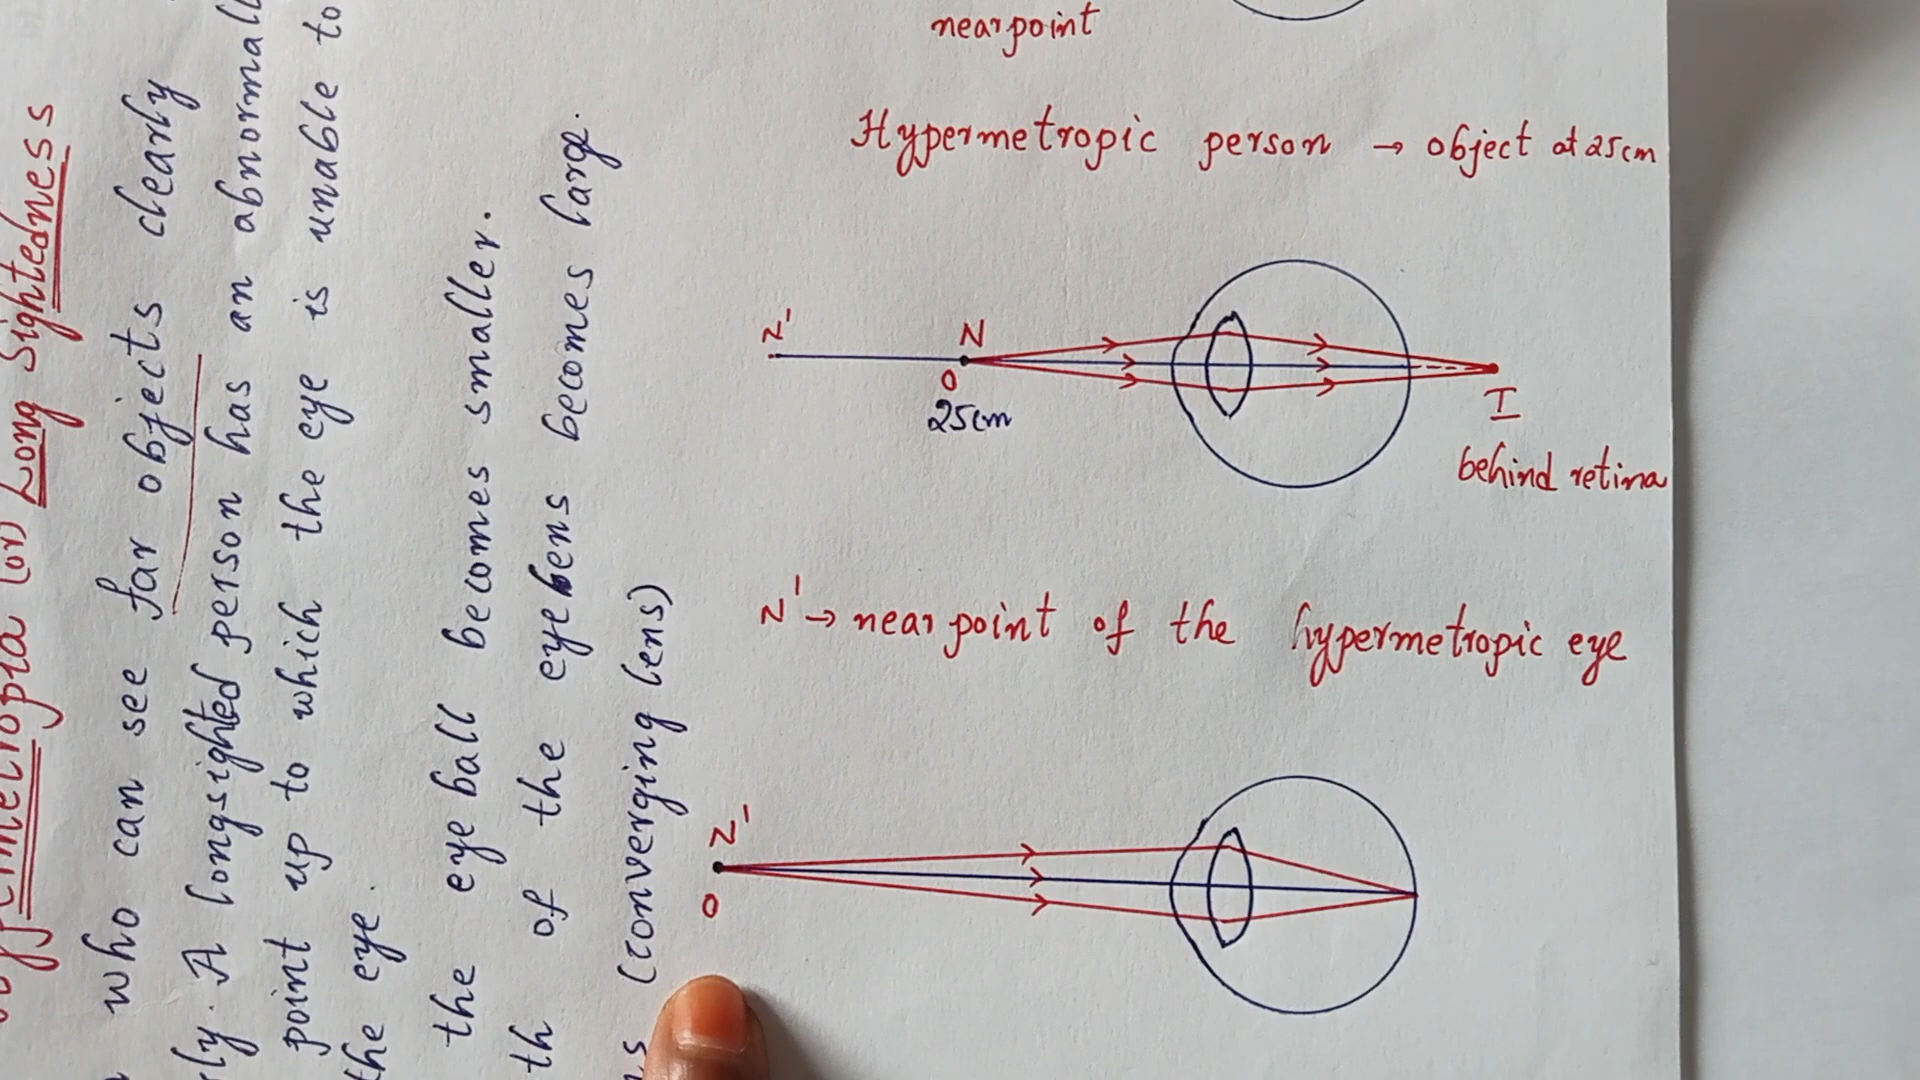 Long Sightedness
who can see far objects clearly
A longsighted person has an
point up to which the eye is unable to
the eye.
the eye ball becomes smaller.
of the eye lens becomes large.
(converging lens)
near point
Hypermetropic person → object at 25cm
N'
N
O
25cm
I
behind retina
N' → near point of the hypermetropic eye
N'
O